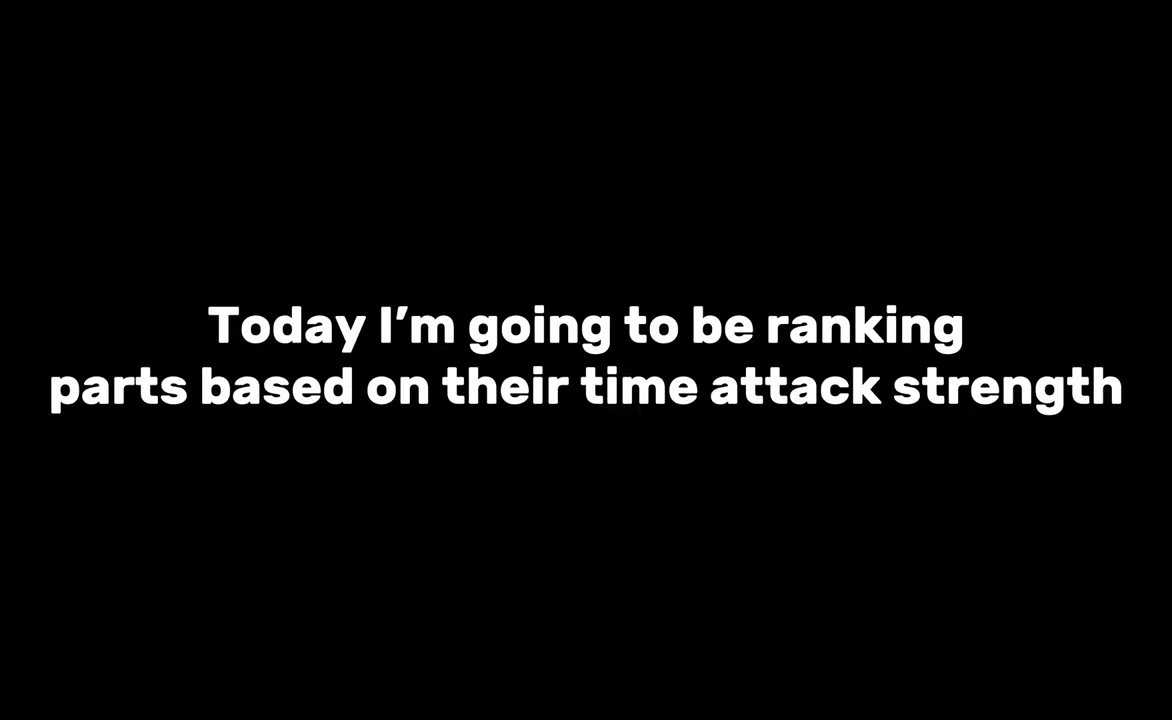 Today I’m going to be ranking
parts based on their time attack strength